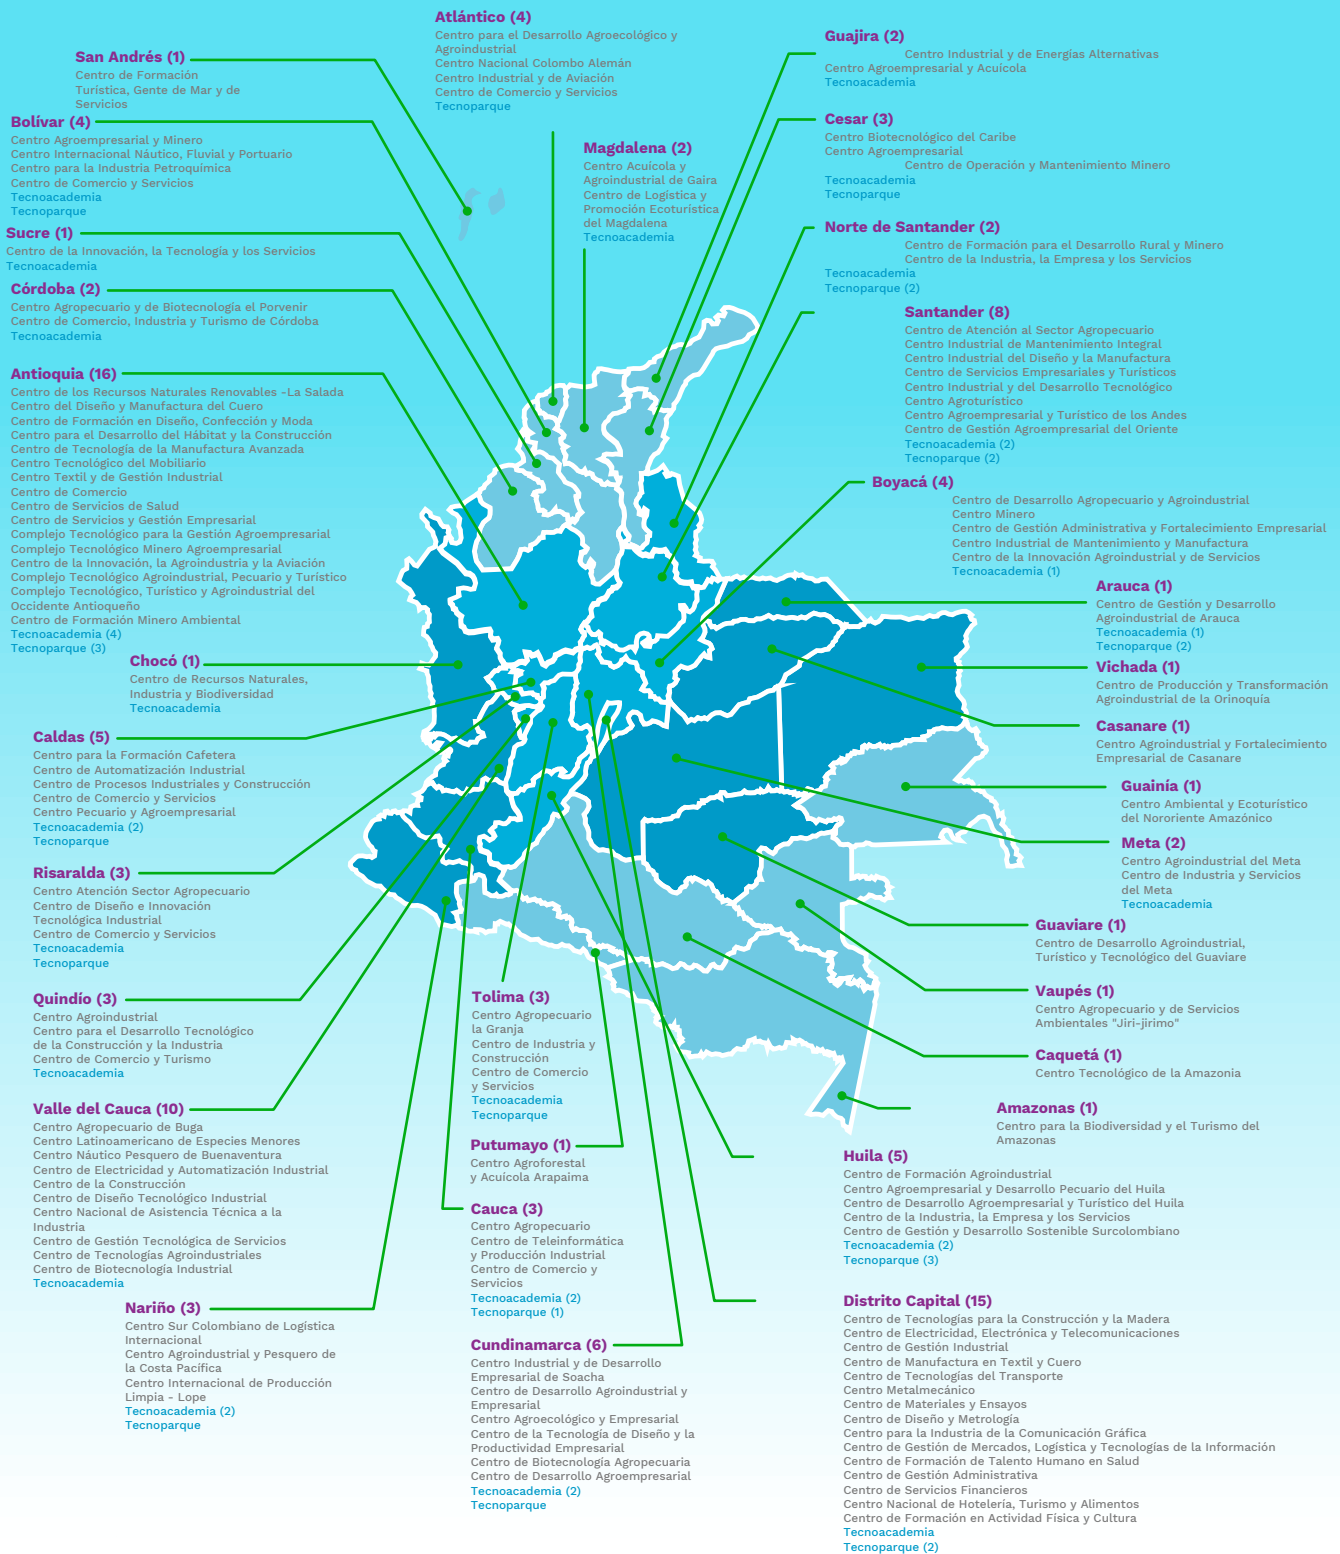 San Andrés (1)
Centro de Formación
Turística, Gente de Mar y de
Servicios
Bolívar (4)
Centro Agroempresarial y Minero
Centro Internacional Náutico, Fluvial y Portuario
Centro para la Industria Petroquímica
Centro de Comercio y Servicios
Tecnoacademia
Tecnoparque
Sucre (1)
Centro de la Innovación, la Tecnología y los Servicios
Tecnoacademia
Córdoba (2)
Centro Agropecuario y de Biotecnología el Porvenir
Centro de Comercio, Industria y Turismo de Córdoba
Tecnoacademia
Antioquia (16)
Centro de los Recursos Naturales Renovables -La Salada
Centro del Diseño y Manufactura del Cuero
Centro de Formación en Diseño, Confección y Moda
Centro para el Desarrollo del Hábitat y la Construcción
Centro de Tecnología de la Manufactura Avanzada
Centro Tecnológico del Mobiliario
Centro Textil y de Gestión Industrial
Centro de Comercio
Centro de Servicios de Salud
Centro de Servicios y Gestión Empresarial
Complejo Tecnológico para la Gestión Agroempresarial
Complejo Tecnológico Minero Agroempresarial
Centro de la Innovación, la Agroindustria y la Aviación
Complejo Tecnológico Agroindustrial, Pecuario y Turístico
Complejo Tecnológico, Turístico y Agroindustrial del
Occidente Antioqueño
Centro de Formación Minero Ambiental
Tecnoacademia (4)
Tecnoparque (3)
Chocó (1)
Centro de Recursos Naturales,
Industria y Biodiversidad
Tecnoacademia
Caldas (5)
Centro para la Formación Cafetera
Centro de Automatización Industrial
Centro de Procesos Industriales y Construcción
Centro de Comercio y Servicios
Centro Pecuario y Agroempresarial
Tecnoacademia (2)
Tecnoparque
Risaralda (3)
Centro Atención Sector Agropecuario
Centro de Diseño e Innovación
Tecnológica Industrial
Centro de Comercio y Servicios
Tecnoacademia
Tecnoparque
Quindío (3)
Centro Agroindustrial
Centro para el Desarrollo Tecnológico
de la Construcción y la Industria
Centro de Comercio y Turismo
Tecnoacademia
Valle del Cauca (10)
Centro Agropecuario de Buga
Centro Latinoamericano de Especies Menores
Centro Náutico Pesquero de Buenaventura
Centro de Electricidad y Automatización Industrial
Centro de la Construcción
Centro de Diseño Tecnológico Industrial
Centro Nacional de Asistencia Técnica a la
Industria
Centro de Gestión Tecnológica de Servicios
Centro de Tecnologías Agroindustriales
Centro de Biotecnología Industrial
Tecnoacademia
Nariño (3)
Centro Sur Colombiano de Logística
Internacional
Centro Agroindustrial y Pesquero de
la Costa Pacífica
Centro Internacional de Producción
Limpia - Lope
Tecnoacademia (2)
Tecnoparque
Atlántico (4)
Centro para el Desarrollo Agroecológico y
Agroindustrial
Centro Nacional Colombo Alemán
Centro Industrial y de Aviación
Centro de Comercio y Servicios
Tecnoparque
Magdalena (2)
Centro Acuícola y
Agroindustrial de Gaira
Centro de Logística y
Promoción Ecoturística
del Magdalena
Tecnoacademia
Tolima (3)
Centro Agropecuario
la Granja
Centro de Industria y
Construcción
Centro de Comercio
y Servicios
Tecnoacademia
Tecnoparque
Putumayo (1)
Centro Agroforestal
y Acuícola Arapaima
Cauca (3)
Centro Agropecuario
Centro de Teleinformática
y Producción Industrial
Centro de Comercio y
Servicios
Tecnoacademia (2)
Tecnoparque (1)
Cundinamarca (6)
Centro Industrial y de Desarrollo
Empresarial de Soacha
Centro de Desarrollo Agroindustrial y
Empresarial
Centro Agroecológico y Empresarial
Centro de la Tecnología de Diseño y la
Productividad Empresarial
Centro de Biotecnología Agropecuaria
Centro de Desarrollo Agroempresarial
Tecnoacademia (2)
Tecnoparque
Guajira (2)
Centro Industrial y de Energías Alternativas
Centro Agroempresarial y Acuícola
Tecnoacademia
Cesar (3)
Centro Biotecnológico del Caribe
Centro Agroempresarial
Centro de Operación y Mantenimiento Minero
Tecnoacademia
Tecnoparque
Norte de Santander (2)
Centro de Formación para el Desarrollo Rural y Minero
Centro de la Industria, la Empresa y los Servicios
Tecnoacademia
Tecnoparque (2)
Santander (8)
Centro de Atención al Sector Agropecuario
Centro Industrial de Mantenimiento Integral
Centro Industrial del Diseño y la Manufactura
Centro de Servicios Empresariales y Turísticos
Centro Industrial y del Desarrollo Tecnológico
Centro Agroturístico
Centro Agroempresarial y Turístico de los Andes
Centro de Gestión Agroempresarial del Oriente
Tecnoacademia (2)
Tecnoparque (2)
Boyacá (4)
Centro de Desarrollo Agropecuario y Agroindustrial
Centro Minero
Centro de Gestión Administrativa y Fortalecimiento Empresarial
Centro Industrial de Mantenimiento y Manufactura
Centro de la Innovación Agroindustrial y de Servicios
Tecnoacademia (1)
Arauca (1)
Centro de Gestión y Desarrollo
Agroindustrial de Arauca
Tecnoacademia (1)
Tecnoparque (2)
Vichada (1)
Centro de Producción y Transformación
Agroindustrial de la Orinoquía
Casanare (1)
Centro Agroindustrial y Fortalecimiento
Empresarial de Casanare
Guainía (1)
Centro Ambiental y Ecoturístico
del Nororiente Amazónico
Meta (2)
Centro Agroindustrial del Meta
Centro de Industria y Servicios
del Meta
Tecnoacademia
Guaviare (1)
Centro de Desarrollo Agroindustrial,
Turístico y Tecnológico del Guaviare
Vaupés (1)
Centro Agropecuario y de Servicios
Ambientales "Jiri-jirimo"
Caquetá (1)
Centro Tecnológico de la Amazonia
Amazonas (1)
Centro para la Biodiversidad y el Turismo del
Amazonas
Huila (5)
Centro de Formación Agroindustrial
Centro Agroempresarial y Desarrollo Pecuario del Huila
Centro de Desarrollo Agroempresarial y Turístico del Huila
Centro de la Industria, la Empresa y los Servicios
Centro de Gestión y Desarrollo Sostenible Surcolombiano
Tecnoacademia (2)
Tecnoparque (3)
Distrito Capital (15)
Centro de Tecnologías para la Construcción y la Madera
Centro de Electricidad, Electrónica y Telecomunicaciones
Centro de Gestión Industrial
Centro de Manufactura en Textil y Cuero
Centro de Tecnologías del Transporte
Centro Metalmecánico
Centro de Materiales y Ensayos
Centro de Diseño y Metrología
Centro para la Industria de la Comunicación Gráfica
Centro de Gestión de Mercados, Logística y Tecnologías de la Información
Centro de Formación de Talento Humano en Salud
Centro de Gestión Administrativa
Centro de Servicios Financieros
Centro Nacional de Hotelería, Turismo y Alimentos
Centro de Formación en Actividad Física y Cultura
Tecnoacademia
Tecnoparque (2)